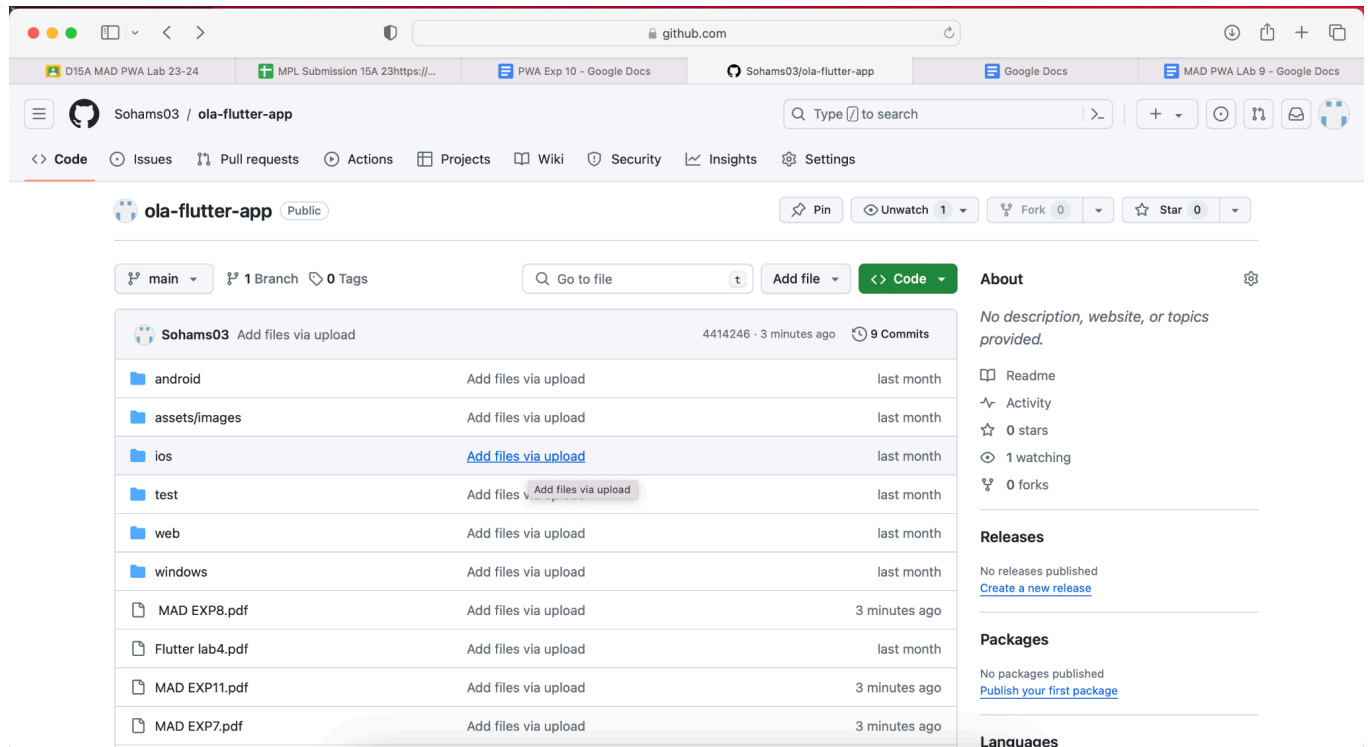 github.com
D15A MAD PWA Lab 23-24
MPL Submission 15A 23https://...
PWA Exp 10 - Google Docs
Sohams03/ola-flutter-app
Google Docs
MAD PWA LAb 9 - Google Docs
Sohams03 / ola-flutter-app
Type / to search
Code Issues Pull requests Actions Projects Wiki Security Insights Settings
ola-flutter-app Public
Pin Unwatch 1 Fork 0 Star 0
main 1 Branch 0 Tags Go to file t Add file Code
Sohams03 Add files via upload 4414246 · 3 minutes ago 9 Commits
android Add files via upload last month
assets/images Add files via upload last month
ios Add files via upload last month
test Add files last month
Add files via upload
web Add files via upload last month
windows Add files via upload last month
MAD EXP8.pdf Add files via upload 3 minutes ago
Flutter lab4.pdf Add files via upload last month
MAD EXP11.pdf Add files via upload 3 minutes ago
MAD EXP7.pdf Add files via upload 3 minutes ago
About
No description, website, or topics
provided.
Readme
Activity
0 stars
1 watching
0 forks
Releases
No releases published
Create a new release
Packages
No packages published
Publish your first package
Languages